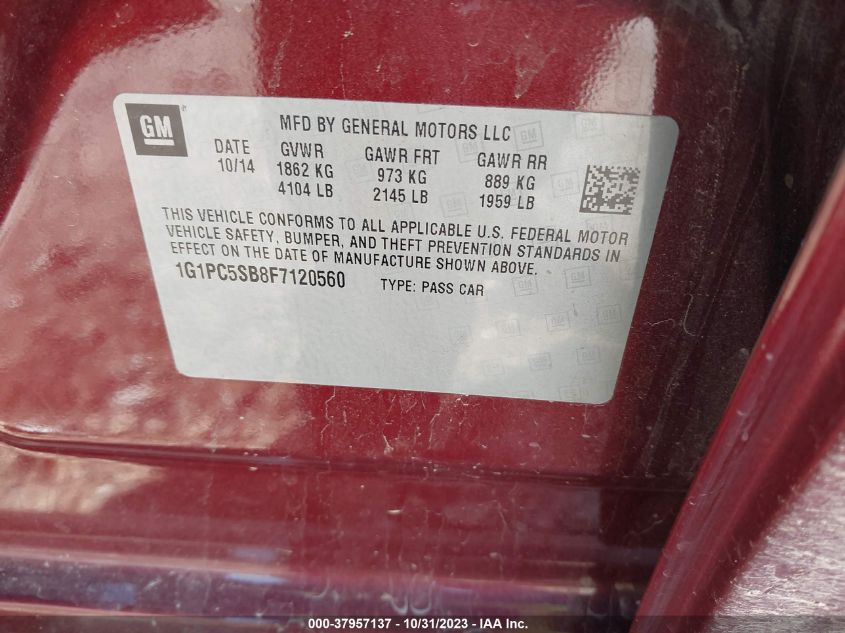 GM
MFD BY GENERAL MOTORS LLC
DATE GVWR GAWR FRT GAWR RR
10/14 1862 KG 973 KG 889 KG
4104 LB 2145 LB 1959 LB
THIS VEHICLE CONFORMS TO ALL APPLICABLE U.S. FEDERAL MOTOR
VEHICLE SAFETY, BUMPER, AND THEFT PREVENTION STANDARDS IN
EFFECT ON THE DATE OF MANUFACTURE SHOWN ABOVE.
1G1PC5SB8F7120560 TYPE: PASS CAR
000-37957137 - 10/31/2023 - IAA Inc.